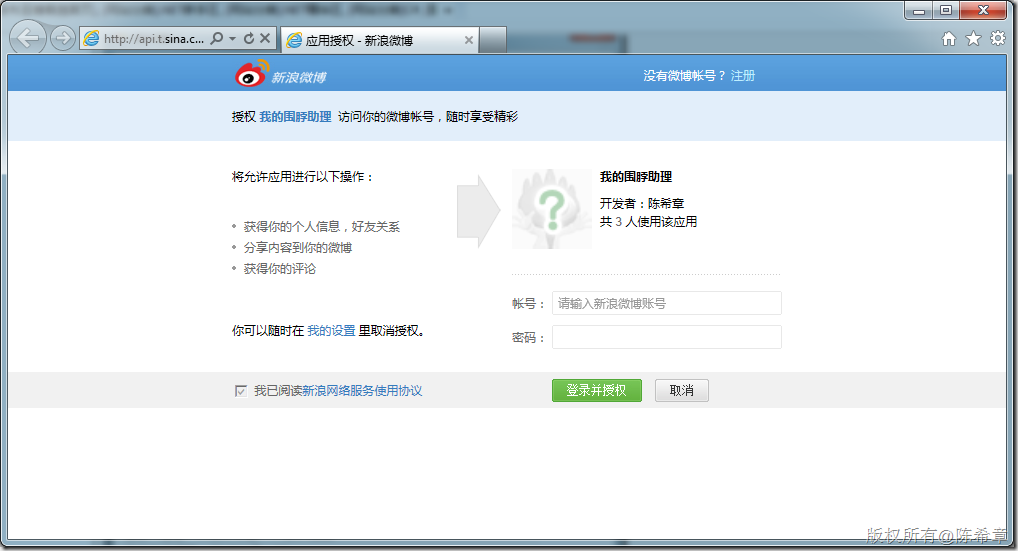 http://api.t.sina.c...
应用授权 - 新浪微博
新浪微博
没有微博帐号？ 注册
授权 我的围脖助理 访问你的微博帐号，随时享受精彩
将允许应用进行以下操作：
获得你的个人信息，好友关系
分享内容到你的微博
获得你的评论
你可以随时在 我的设置 里取消授权。
我的围脖助理
开发者：陈希章
共 3 人使用该应用
帐号： 请输入新浪微博账号
密码：
我已阅读新浪网络服务使用协议
登录并授权 取消
版权所有@陈希章